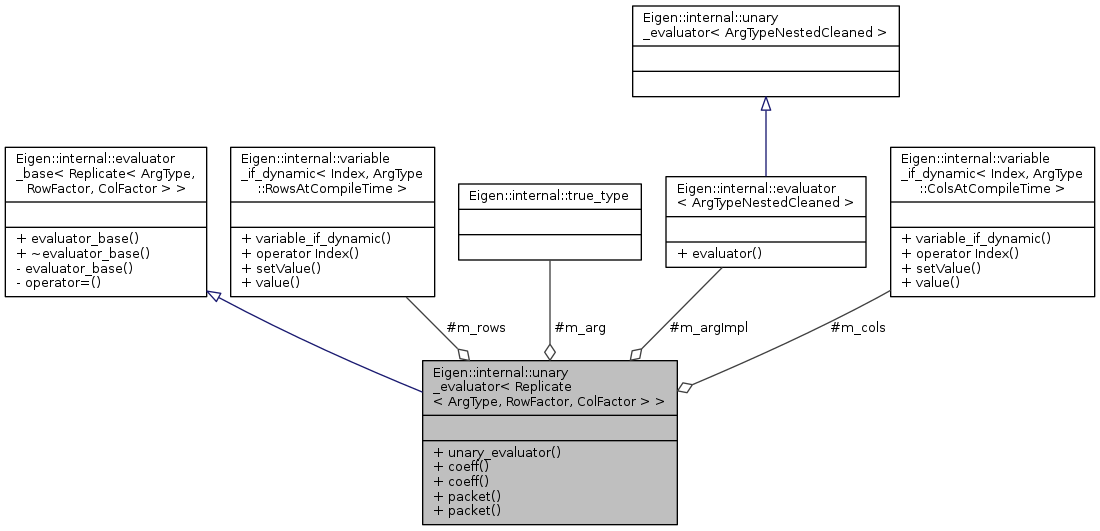 Eigen::internal::unary
_evaluator< ArgTypeNestedCleaned >
Eigen::internal::evaluator
_base< Replicate< ArgType,
RowFactor, ColFactor > >
+ evaluator_base()
+ ~evaluator_base()
- evaluator_base()
- operator=()
Eigen::internal::variable
_if_dynamic< Index, ArgType
::RowsAtCompileTime >
+ variable_if_dynamic()
+ operator Index()
+ setValue()
+ value()
Eigen::internal::true_type
Eigen::internal::evaluator
< ArgTypeNestedCleaned >
+ evaluator()
Eigen::internal::variable
_if_dynamic< Index, ArgType
::ColsAtCompileTime >
+ variable_if_dynamic()
+ operator Index()
+ setValue()
+ value()
#m_rows
#m_arg
#m_argImpl
#m_cols
Eigen::internal::unary
_evaluator< Replicate
< ArgType, RowFactor, ColFactor > >
+ unary_evaluator()
+ coeff()
+ coeff()
+ packet()
+ packet()